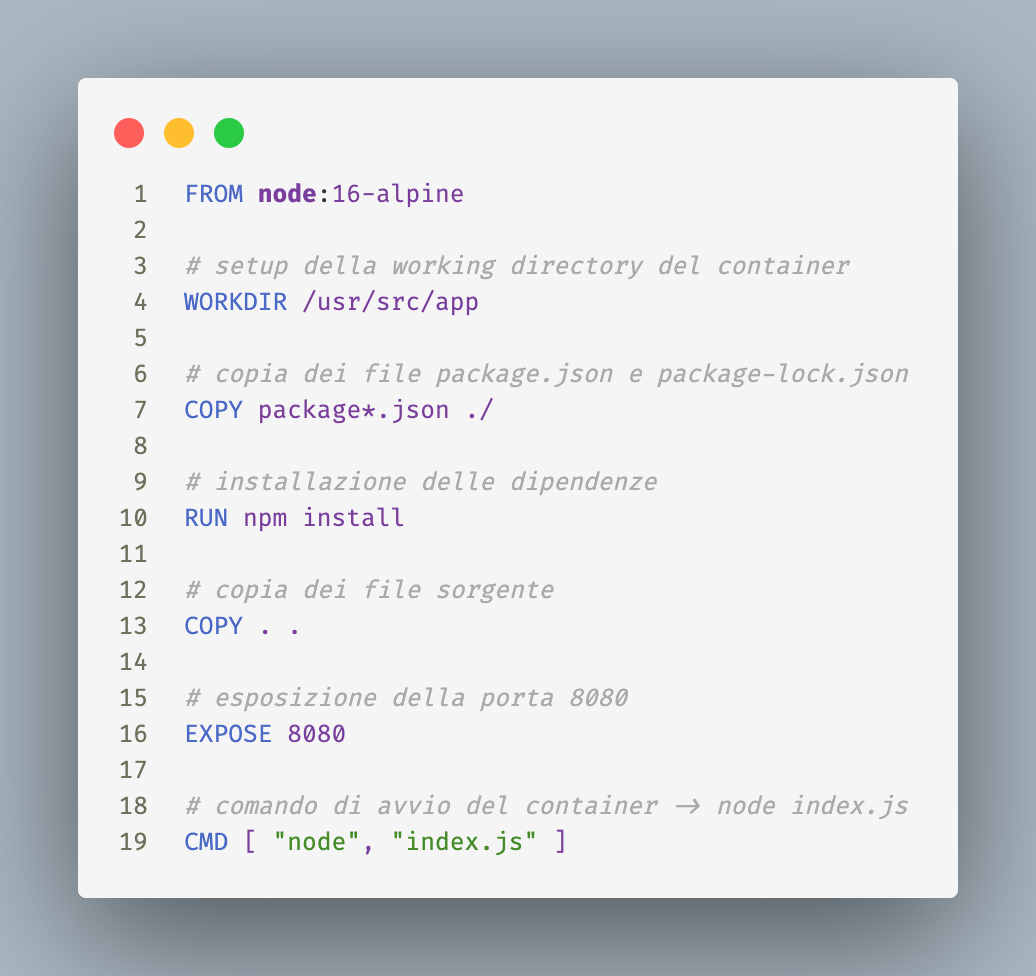 1 FROM node:16-alpine
2
3 # setup della working directory del container
4 WORKDIR /usr/src/app
5
6 # copia dei file package.json e package-lock.json
7 COPY package*.json ./
8
9 # installazione delle dipendenze
10 RUN npm install
11
12 # copia dei file sorgente
13 COPY . .
14
15 # esposizione della porta 8080
16 EXPOSE 8080
17
18 # comando di avvio del container → node index.js
19 CMD [ "node", "index.js" ]